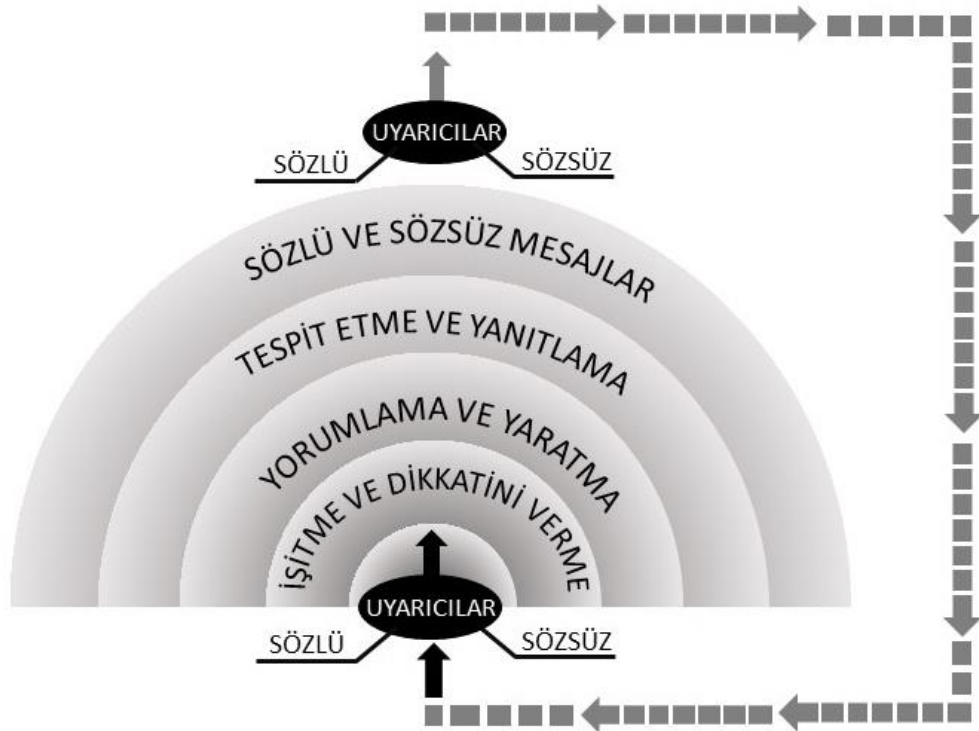 UYARICILAR
SÖZLÜ
SÖZSÜZ
SÖZLÜ VE SÖZSÜZ MESAJLAR
TESPİT ETME VE YANITLAMA
YORUMLAMA VE YARATMA
İŞİTME VE DİKKATİNİ VERME
UYARICILAR
SÖZLÜ
SÖZSÜZ